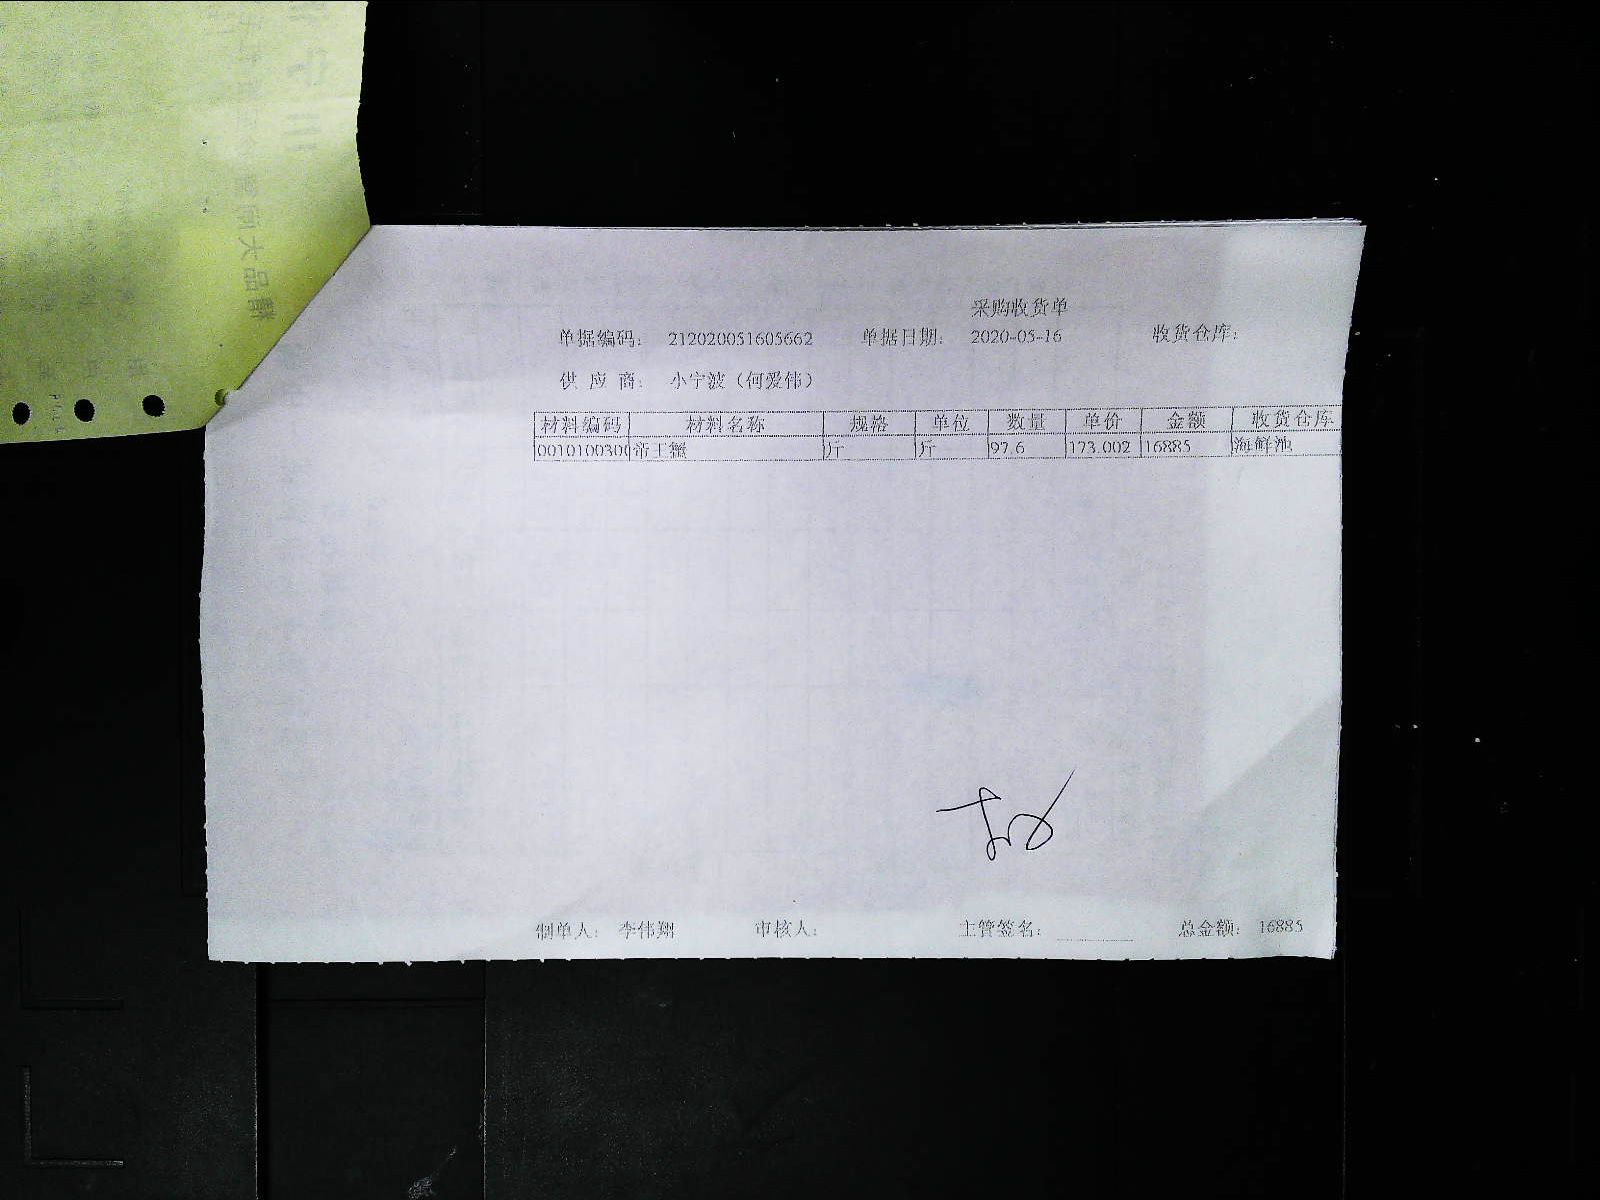 采购收货单
单据编码: 212020051605662 单据日期: 2020-05-16 收货仓库:
供应商: 小宁波(何爱伟)
材料编码 材料名称 规格 单位 数量 单价 金额 收货仓库
0010100300 帝王蟹 斤 斤 97.6 173.002 16885 海鲜池
制单人: 李伟翔 审核人: 主管签名: 总金额: 16885